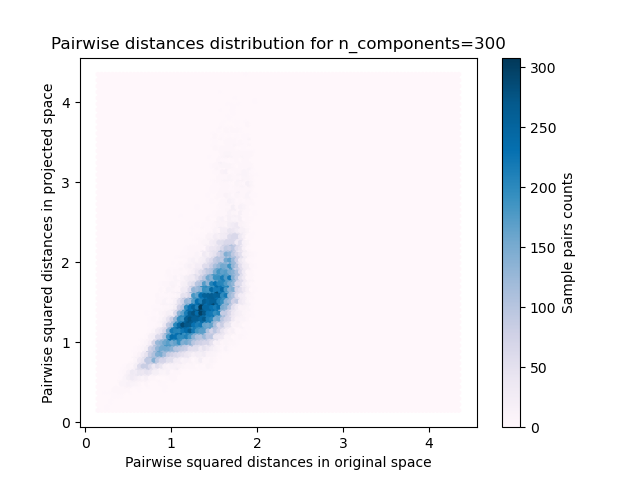 Pairwise distances distribution for n_components=300
Pairwise squared distances in projected space
4
3
2
1
0
0 1 2 3 4
Pairwise squared distances in original space
300
250
200
150
100
50
0
Sample pairs counts